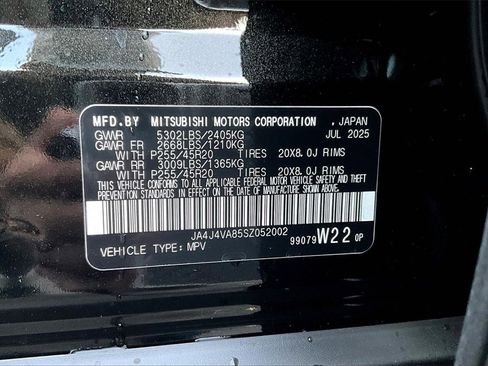 MFD.BY MITSUBISHI MOTORS CORPORATION , JAPAN
GVWR 5302LBS/2405KG JUL 2025
GAWR FR 2668LBS/1210KG
WITH P255/45R20 TIRES 20X8.0J RIMS
GAWR RR 3009LBS/1365KG
WITH P255/45R20 TIRES 20X8.0J RIMS
THIS VEHICLE CONFORMS TO ALL APPLICABLE FEDERAL MOTOR VEHICLE SAFETY AND
THEFT PREVENTION STANDARDS IN EFFECT ON THE DATE OF MANUFACTURE SHOWN ABOVE.
JA4J4VA85SZ052002
VEHICLE TYPE: MPV 99079 W22 0P